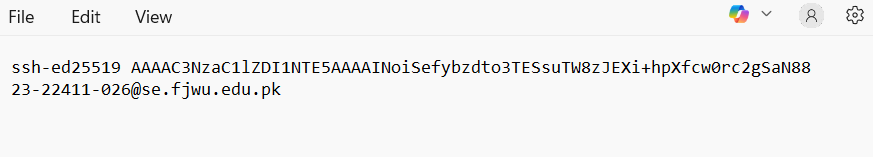 File Edit View
ssh-ed25519 AAAAC3NzaC1lZDI1NTE5AAAAINoiSefybzdto3TESsuTW8zJEXi+hpXfcw0rc2gSaN88
23-22411-026@se.fjwu.edu.pk